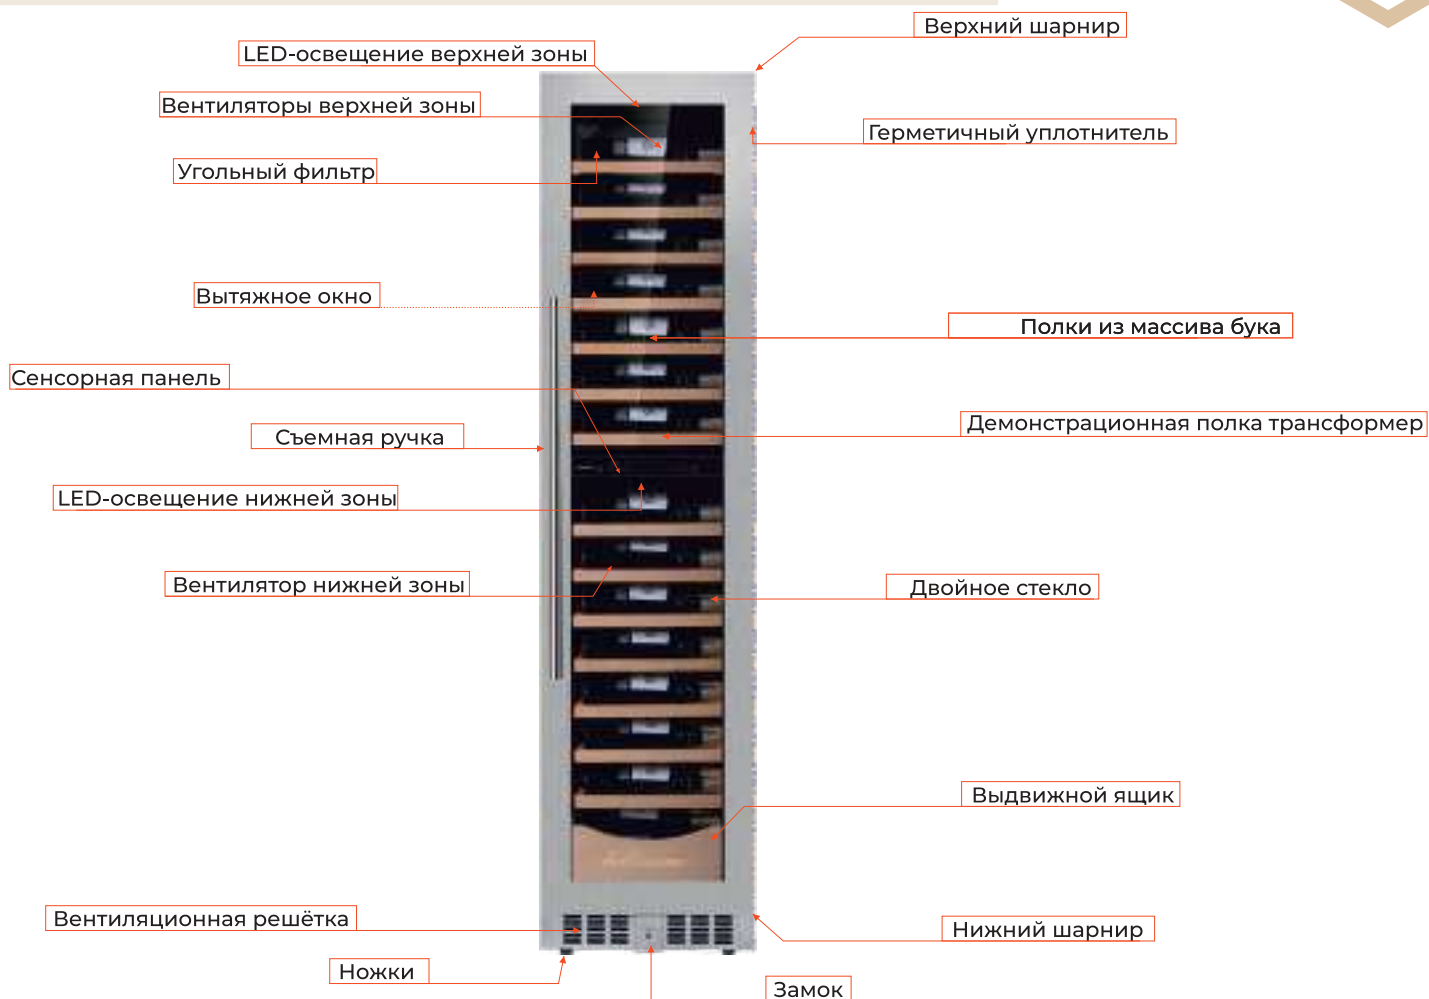 Верхний шарнир
LED-освещение верхней зоны
Вентиляторы верхней зоны
Герметичный уплотнитель
Угольный фильтр
Вытяжное окно
Полки из массива бука
Сенсорная панель
Демонстрационная полка трансформер
Съемная ручка
LED-освещение нижней зоны
Вентилятор нижней зоны
Двойное стекло
Выдвижной ящик
Вентиляционная решётка
Нижний шарнир
Ножки
Замок